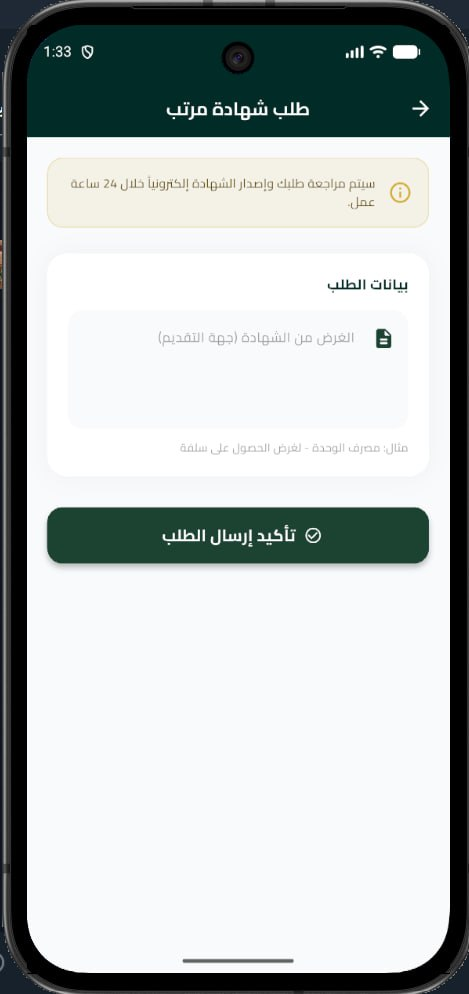 1:33
طلب شهادة مرتب
سيتم مراجعة طلبك وإصدار الشهادة إلكترونياً خلال 24 ساعة
عمل.
بيانات الطلب
الغرض من الشهادة (جهة التقديم)
مثال: مصرف الوحدة - لغرض الحصول على سلفة
تأكيد إرسال الطلب